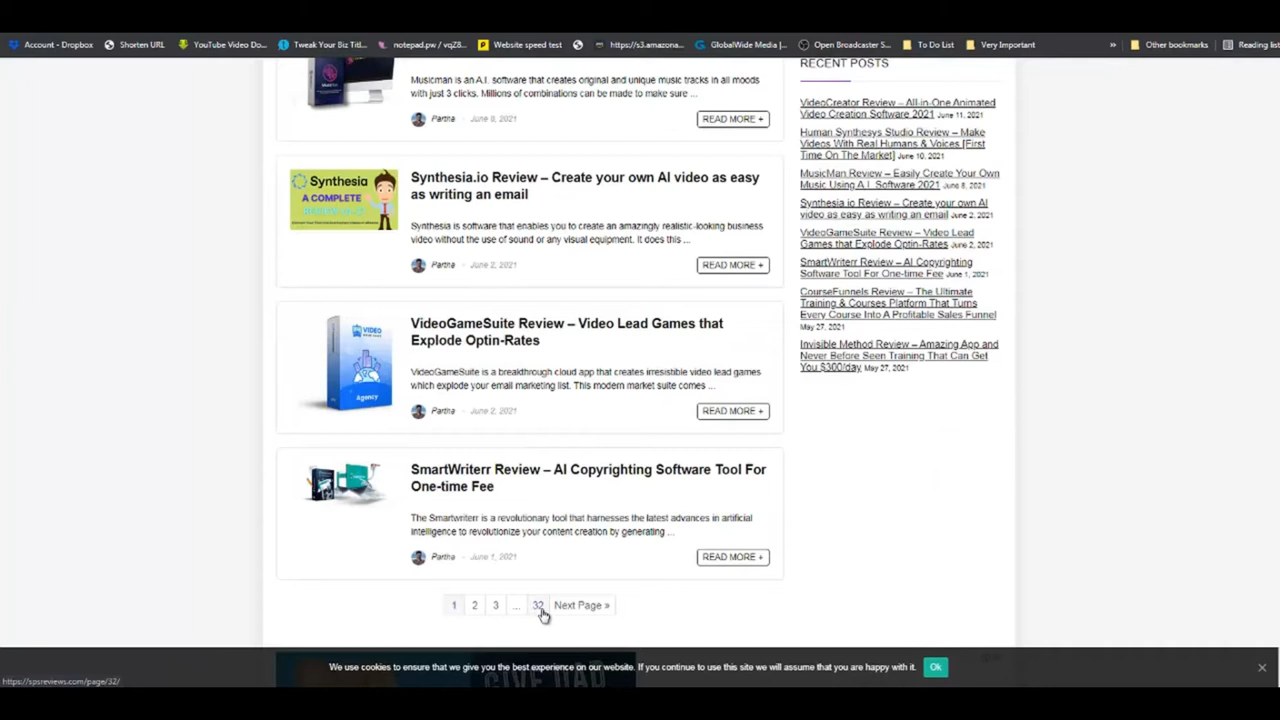 Account - Dropbox
Shorten URL
YouTube Video Do...
Tweak Your Biz Titl...
notepad.pw / vqZ8...
Website speed test
https://s3.amazona...
GlobalWide Media |...
Open Broadcaster S...
To Do List
Very Important
»
Other bookmarks
Reading list
Musicman is an A.I. software that creates original and unique music tracks in all moods
with just 3 clicks. Millions of combinations can be made to make sure ...
Partha - June 8, 2021
READ MORE +
Synthesia
A COMPLETE
Synthesia.io Review – Create your own AI video as easy
as writing an email
Synthesia is software that enables you to create an amazingly realistic-looking business
video without the use of sound or any visual equipment. It does this ...
Partha - June 2, 2021
READ MORE +
VIDEO
Agency
VideoGameSuite Review – Video Lead Games that
Explode Optin-Rates
VideoGameSuite is a breakthrough cloud app that creates irresistible video lead games
which explode your email marketing list. This modern market suite comes ...
Partha - June 2, 2021
READ MORE +
SmartWriterr Review – AI Copyrighting Software Tool For
One-time Fee
The Smartwriterr is a revolutionary tool that harnesses the latest advances in artificial
intelligence to revolutionize your content creation by generating ...
Partha - June 1, 2021
READ MORE +
1 2 3 ... 32 Next Page »
RECENT POSTS
VideoCreator Review – All-in-One Animated
Video Creation Software 2021 June 11, 2021
Human Synthesys Studio Review – Make
Videos With Real Humans & Voices [First
Time On The Market] June 10, 2021
MusicMan Review – Easily Create Your Own
Music Using A.I. Software 2021 June 8, 2021
Synthesia.io Review – Create your own AI
video as easy as writing an email June 2, 2021
VideoGameSuite Review – Video Lead
Games that Explode Optin-Rates June 2, 2021
SmartWriterr Review – AI Copyrighting
Software Tool For One-time Fee June 1, 2021
CourseFunnels Review – The Ultimate
Training & Courses Platform That Turns
Every Course Into A Profitable Sales Funnel
May 27, 2021
Invisible Method Review – Amazing App and
Never Before Seen Training That Can Get
You $300/day May 27, 2021
GIVE DAD
We use cookies to ensure that we give you the best experience on our website. If you continue to use this site we will assume that you are happy with it.
Ok
https://spsreviews.com/page/32/